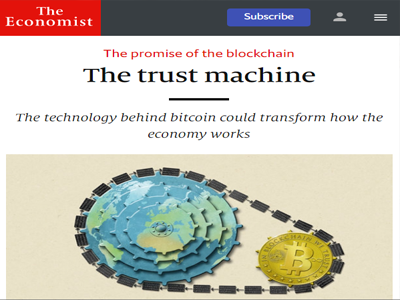 The
Economist
Subscribe
The promise of the blockchain
The trust machine
The technology behind bitcoin could transform how the
economy works